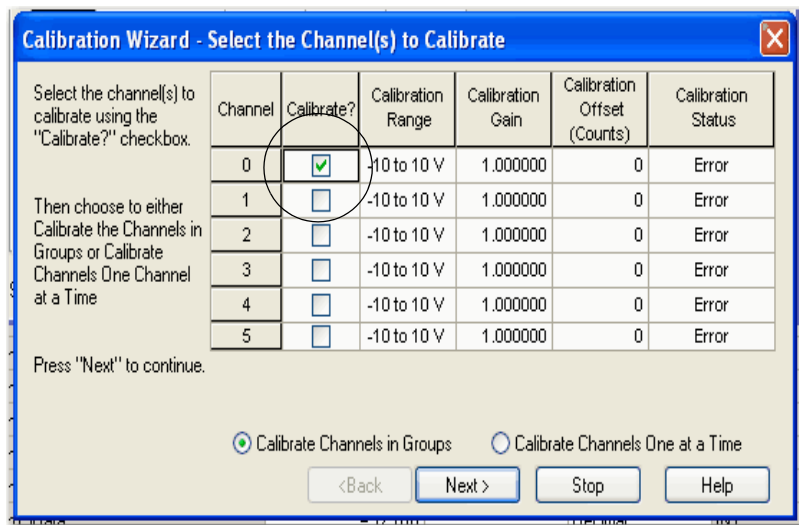 Calibration Wizard - Select the Channel(s) to Calibrate
Select the channel(s) to
calibrate using the
"Calibrate?" checkbox.
Then choose to either
Calibrate the Channels in
Groups or Calibrate
Channels One Channel
at a Time
Press "Next" to continue.
Channel Calibrate? Calibration Range Calibration Gain Calibration Offset (Counts) Calibration Status
0 -10 to 10 V 1.000000 0 Error
1 -10 to 10 V 1.000000 0 Error
2 -10 to 10 V 1.000000 0 Error
3 -10 to 10 V 1.000000 0 Error
4 -10 to 10 V 1.000000 0 Error
5 -10 to 10 V 1.000000 0 Error
Calibrate Channels in Groups Calibrate Channels One at a Time
<Back Next > Stop Help